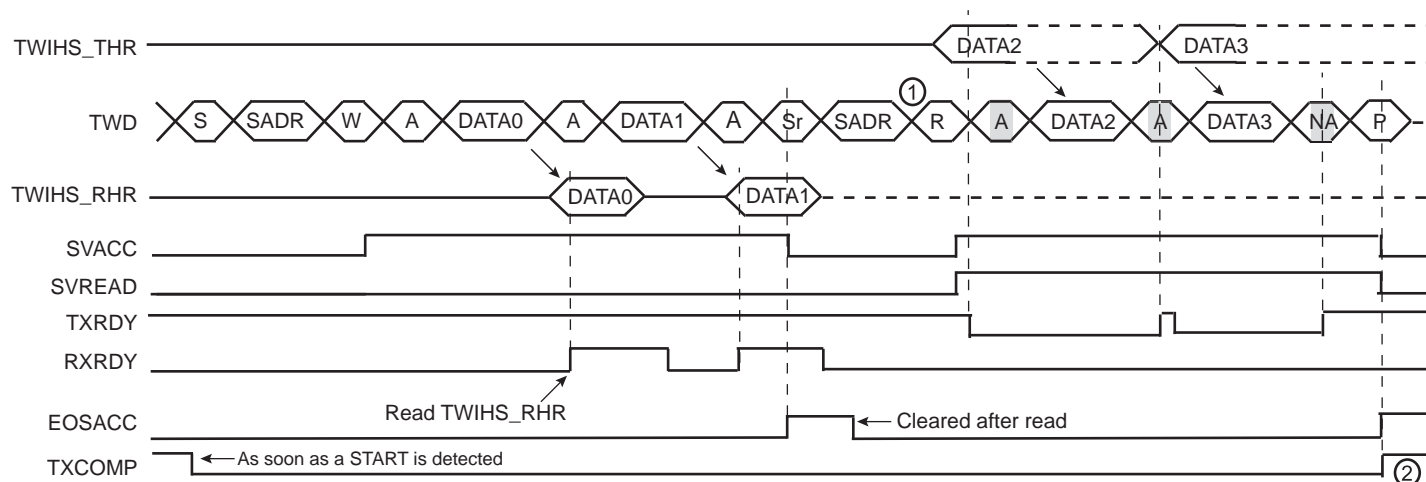 TWIHS_THR DATA2 DATA3
①
TWD S SADR W A DATA0 A DATA1 A Sr SADR R A DATA2 A DATA3 NA P
TWIHS_RHR DATA0 DATA1
SVACC
SVREAD
TXRDY
RXRDY
Read TWIHS_RHR
EOSACC Cleared after read
TXCOMP As soon as a START is detected ②